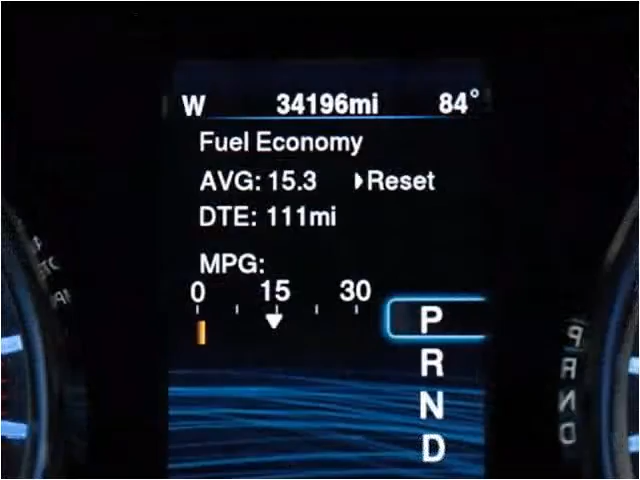 W 34196mi 84°
Fuel Economy
AVG: 15.3 Reset
DTE: 111mi
MPG:
0 15 30
P
R
N
D
P
R
N
D